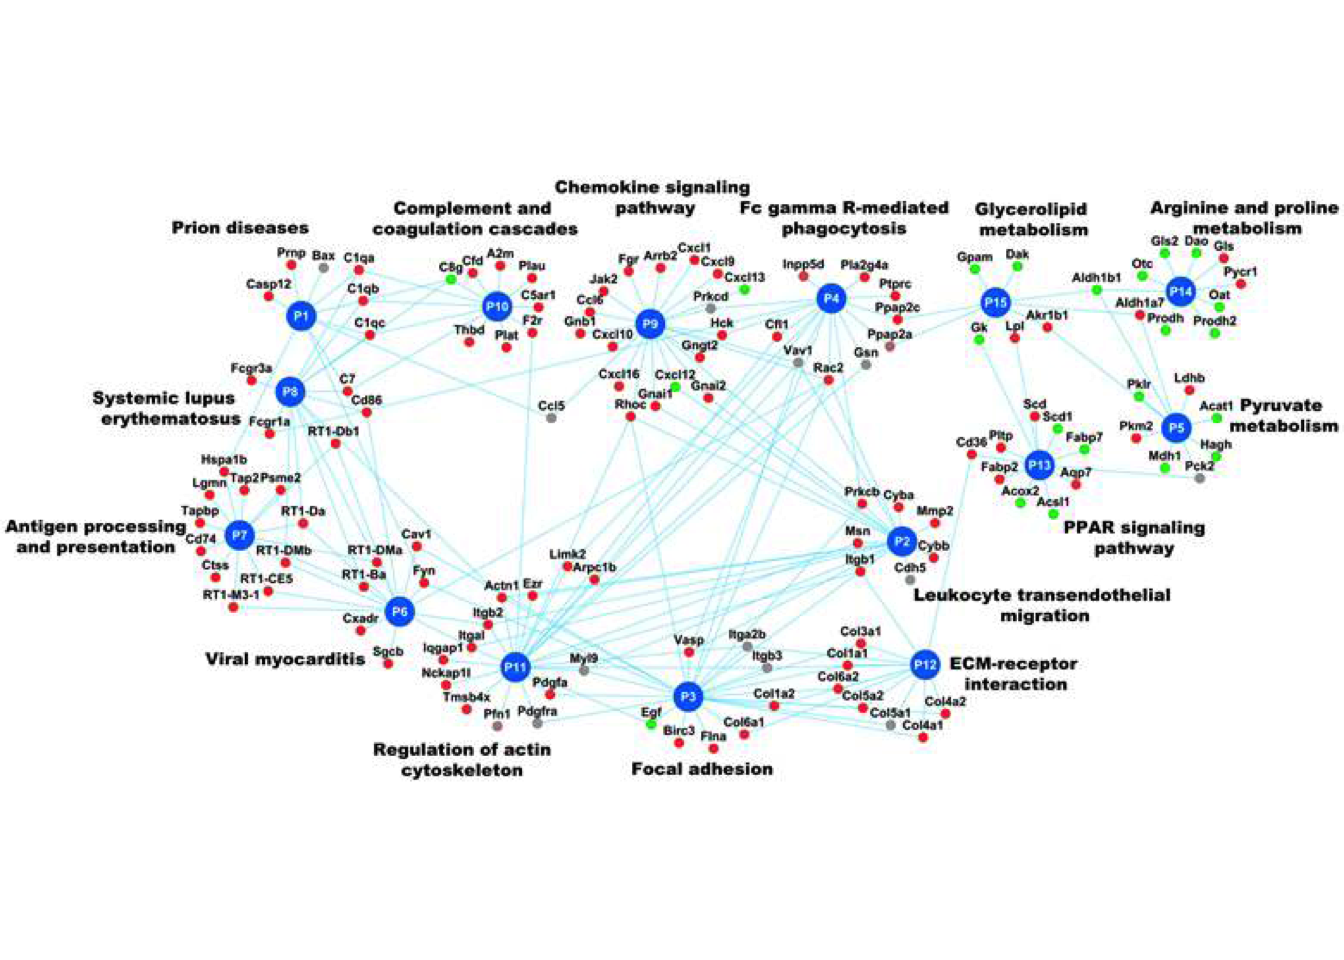 Chemokine signaling
pathway
Prion diseases
Complement and
coagulation cascades
Fc gamma R-mediated
phagocytosis
Glycerolipid
metabolism
Arginine and proline
metabolism
Prnp
Bax
C1qa
Casp12
C1qb
P1
C1qc
C8g
Cfd
A2m
Plau
C5ar1
P10
F2r
Thbd
Plat
Fgr
Arrb2
Cxcl1
Cxcl9
Cxcl13
Jak2
Ccl6
Prkcd
Gnb1
P9
Cxcl10
Hck
Gngt2
Cxcl16
Cxcl12
Gnai1
Gnai2
Rhoc
Ccl5
Inpp5d
Pla2g4a
Ptprc
P4
Ppap2c
Ppap2a
Cfl1
Vav1
Gsn
Rac2
Gpam
Dak
P15
Gk
Lpl
Akr1b1
Aldh1b1
Aldh1a7
Gls2
Dao
Gls
Otc
Pycr1
P14
Oat
Prodh
Prodh2
Fcgr3a
P8
C7
Cd86
Systemic lupus
erythematosus
Fcgr1a
RT1-Db1
Pklr
Ldhb
Acat1
P5
Pyruvate
metabolism
Pkm2
Hagh
Mdh1
Pck2
Scd
Scd1
Cd36
Pltp
Fabp7
P13
Fabp2
Aqp7
Acox2
Acsl1
PPAR signaling
pathway
Hspa1b
Lgmn
Tap2
Psme2
Tapbp
RT1-Da
P7
Antigen processing
and presentation
Cd74
Ctss
RT1-DMb
RT1-CE5
RT1-M3-1
RT1-DMa
RT1-Ba
Cav1
Fyn
P6
Cxadr
Sgcb
Viral myocarditis
Prkcb
Cyba
Mmp2
Msn
P2
Cybb
Itgb1
Cdh5
Leukocyte transendothelial
migration
Limk2
Arpc1b
Actn1
Ezr
Itgb2
Itgal
Iqgap1
P11
Myl9
Nckap1l
Pdgfa
Tmsb4x
Pfn1
Pdgfra
Regulation of actin
cytoskeleton
Vasp
Itga2b
Itgb3
P3
Egf
Birc3
Flna
Col6a1
Col1a2
Focal adhesion
Col3a1
Col1a1
Col6a2
Col5a2
P12
ECM-receptor
interaction
Col5a1
Col4a2
Col4a1